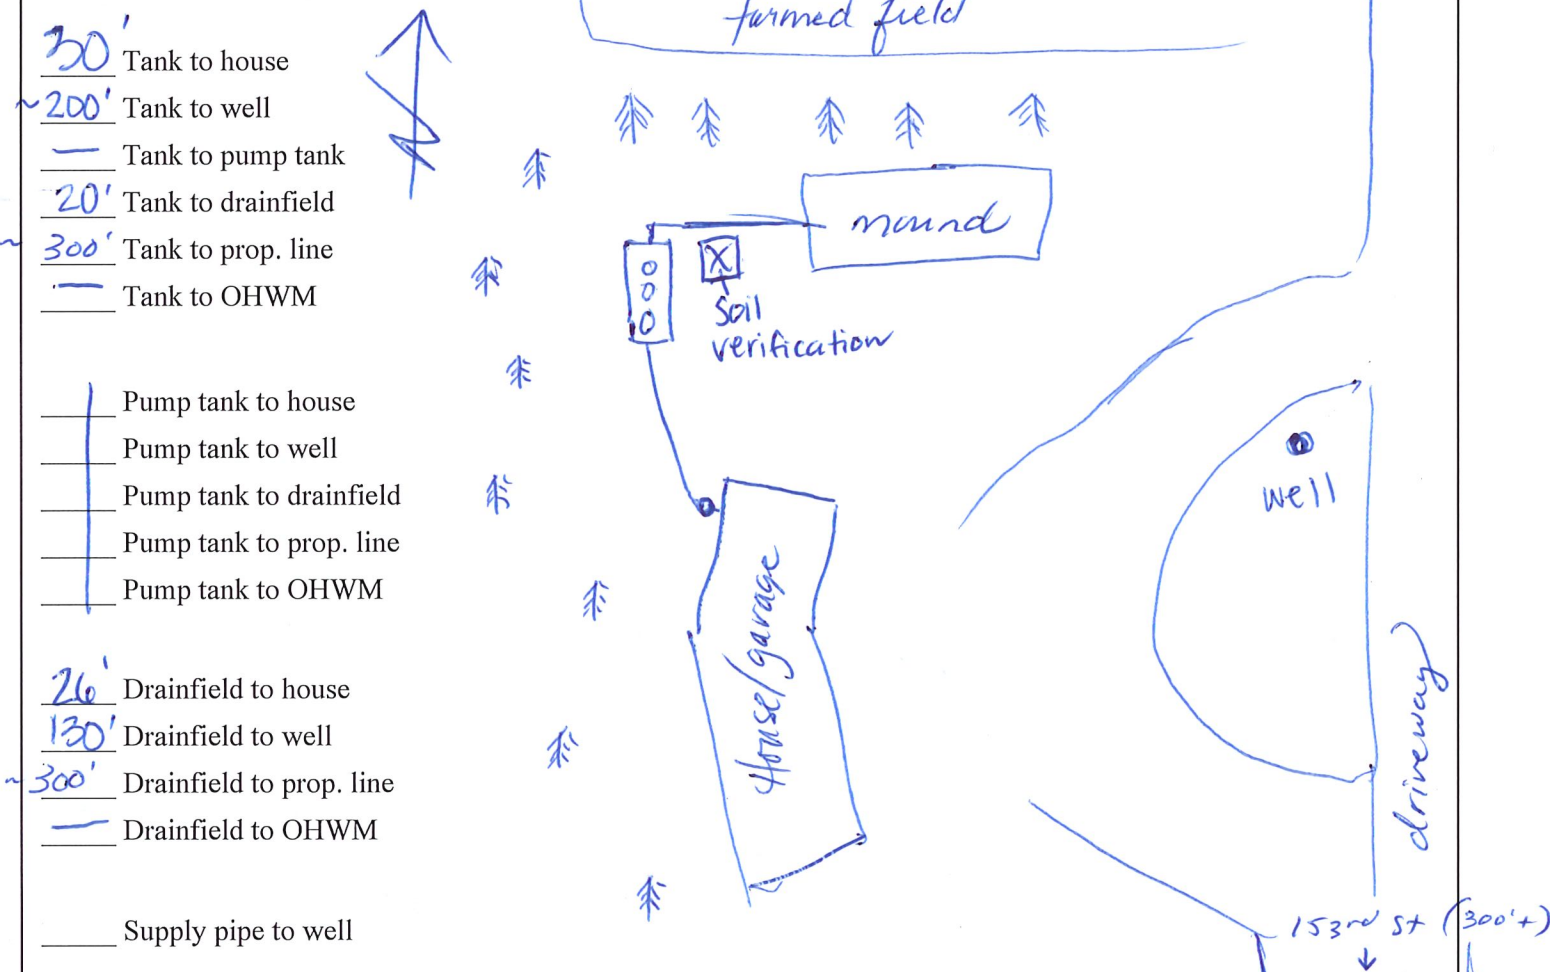 30' Tank to house
~200' Tank to well
— Tank to pump tank
20' Tank to drainfield
~300' Tank to prop. line
— Tank to OHWM
Pump tank to house
Pump tank to well
Pump tank to drainfield
Pump tank to prop. line
Pump tank to OHWM
26' Drainfield to house
130' Drainfield to well
~300' Drainfield to prop. line
— Drainfield to OHWM
Supply pipe to well
farmed field
mound
X
Soil
verification
well
House/garage
driveway
153rd St (300'+)